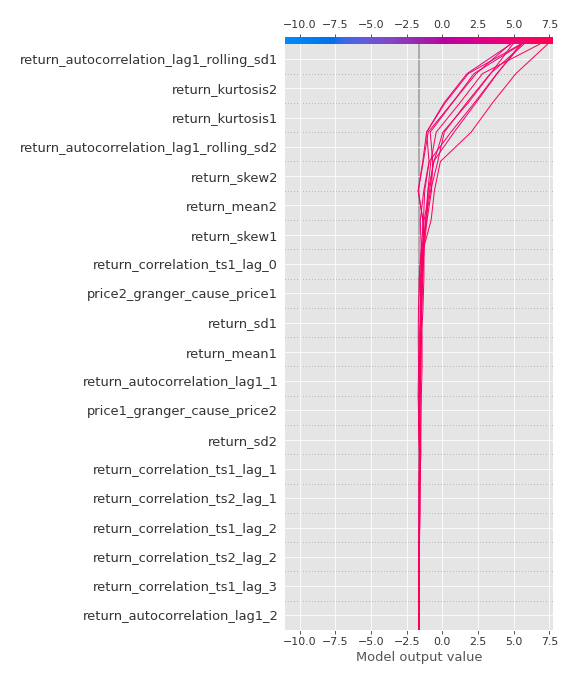 −10.0 −7.5 −5.0 −2.5 0.0 2.5 5.0 7.5
return_autocorrelation_lag1_rolling_sd1
return_kurtosis2
return_kurtosis1
return_autocorrelation_lag1_rolling_sd2
return_skew2
return_mean2
return_skew1
return_correlation_ts1_lag_0
price2_granger_cause_price1
return_sd1
return_mean1
return_autocorrelation_lag1_1
price1_granger_cause_price2
return_sd2
return_correlation_ts1_lag_1
return_correlation_ts2_lag_1
return_correlation_ts1_lag_2
return_correlation_ts2_lag_2
return_correlation_ts1_lag_3
return_autocorrelation_lag1_2
−10.0 −7.5 −5.0 −2.5 0.0 2.5 5.0 7.5
Model output value